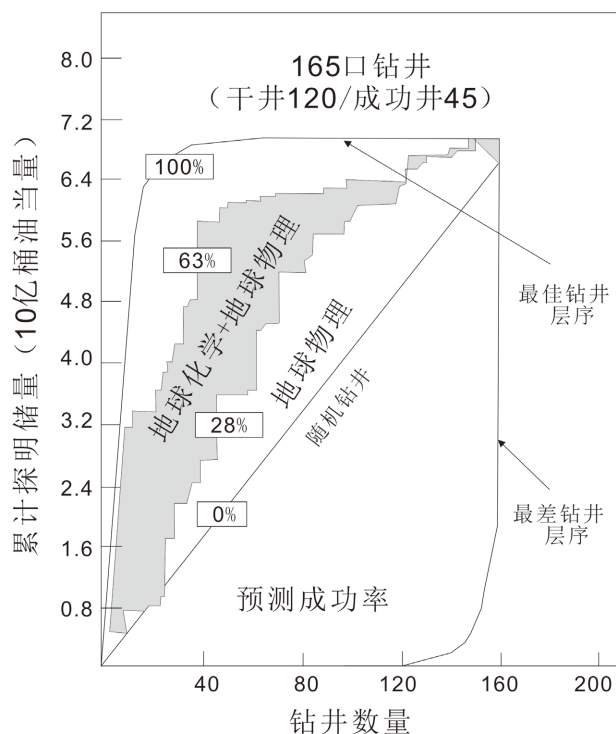 165口钻井
（干井120/成功井45）
8.0
7.2
6.4
5.6
4.8
4.0
3.2
2.4
1.6
0.8
累计探明储量（10亿桶油当量）
100%
63%
28%
0%
地球化学+地球物理
地球物理
随机钻井
最佳钻井
层序
最差钻井
层序
预测成功率
40
80
120
160
200
钻井数量